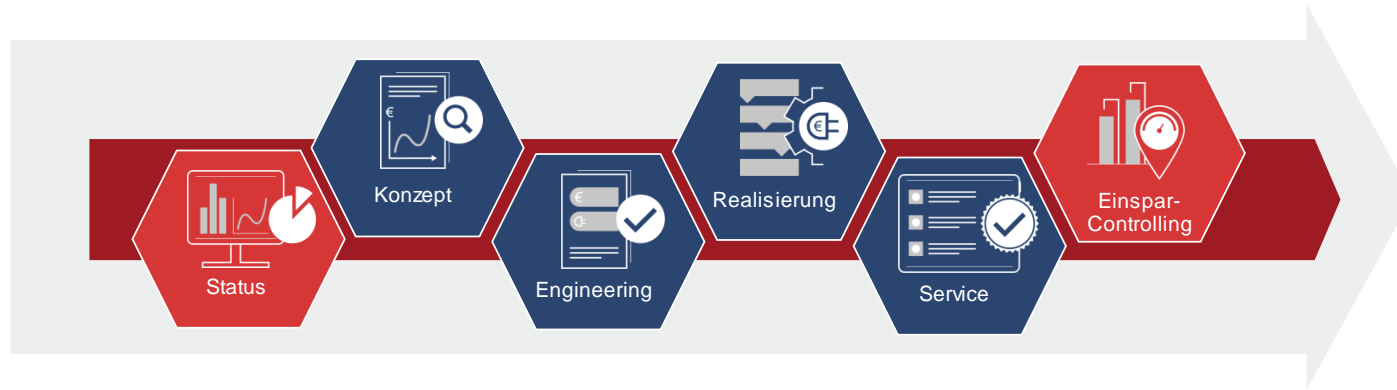 Status
€
Konzept
€
Engineering
€
Realisierung
Service
Einspar-
Controlling